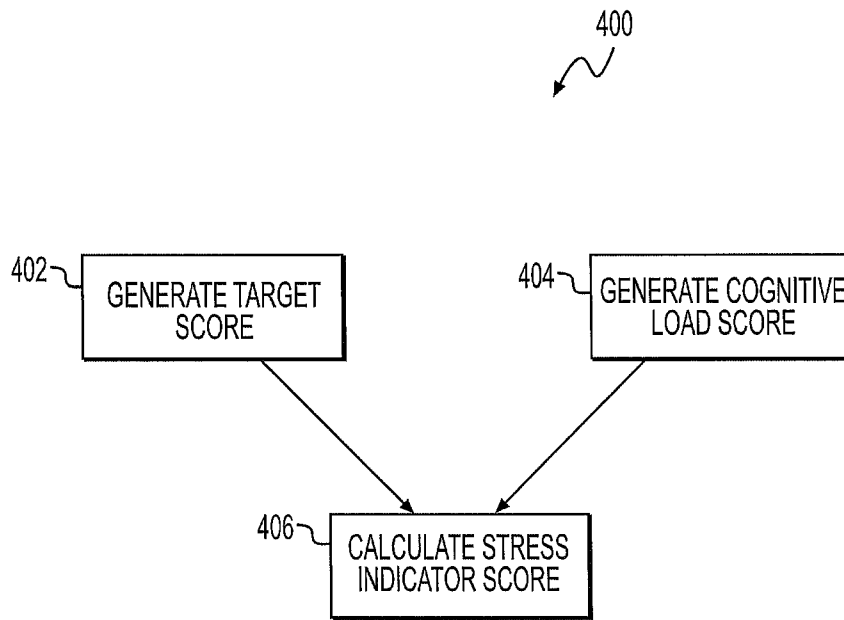 400
402
GENERATE TARGET
SCORE
404
GENERATE COGNITIVE
LOAD SCORE
406
CALCULATE STRESS
INDICATOR SCORE